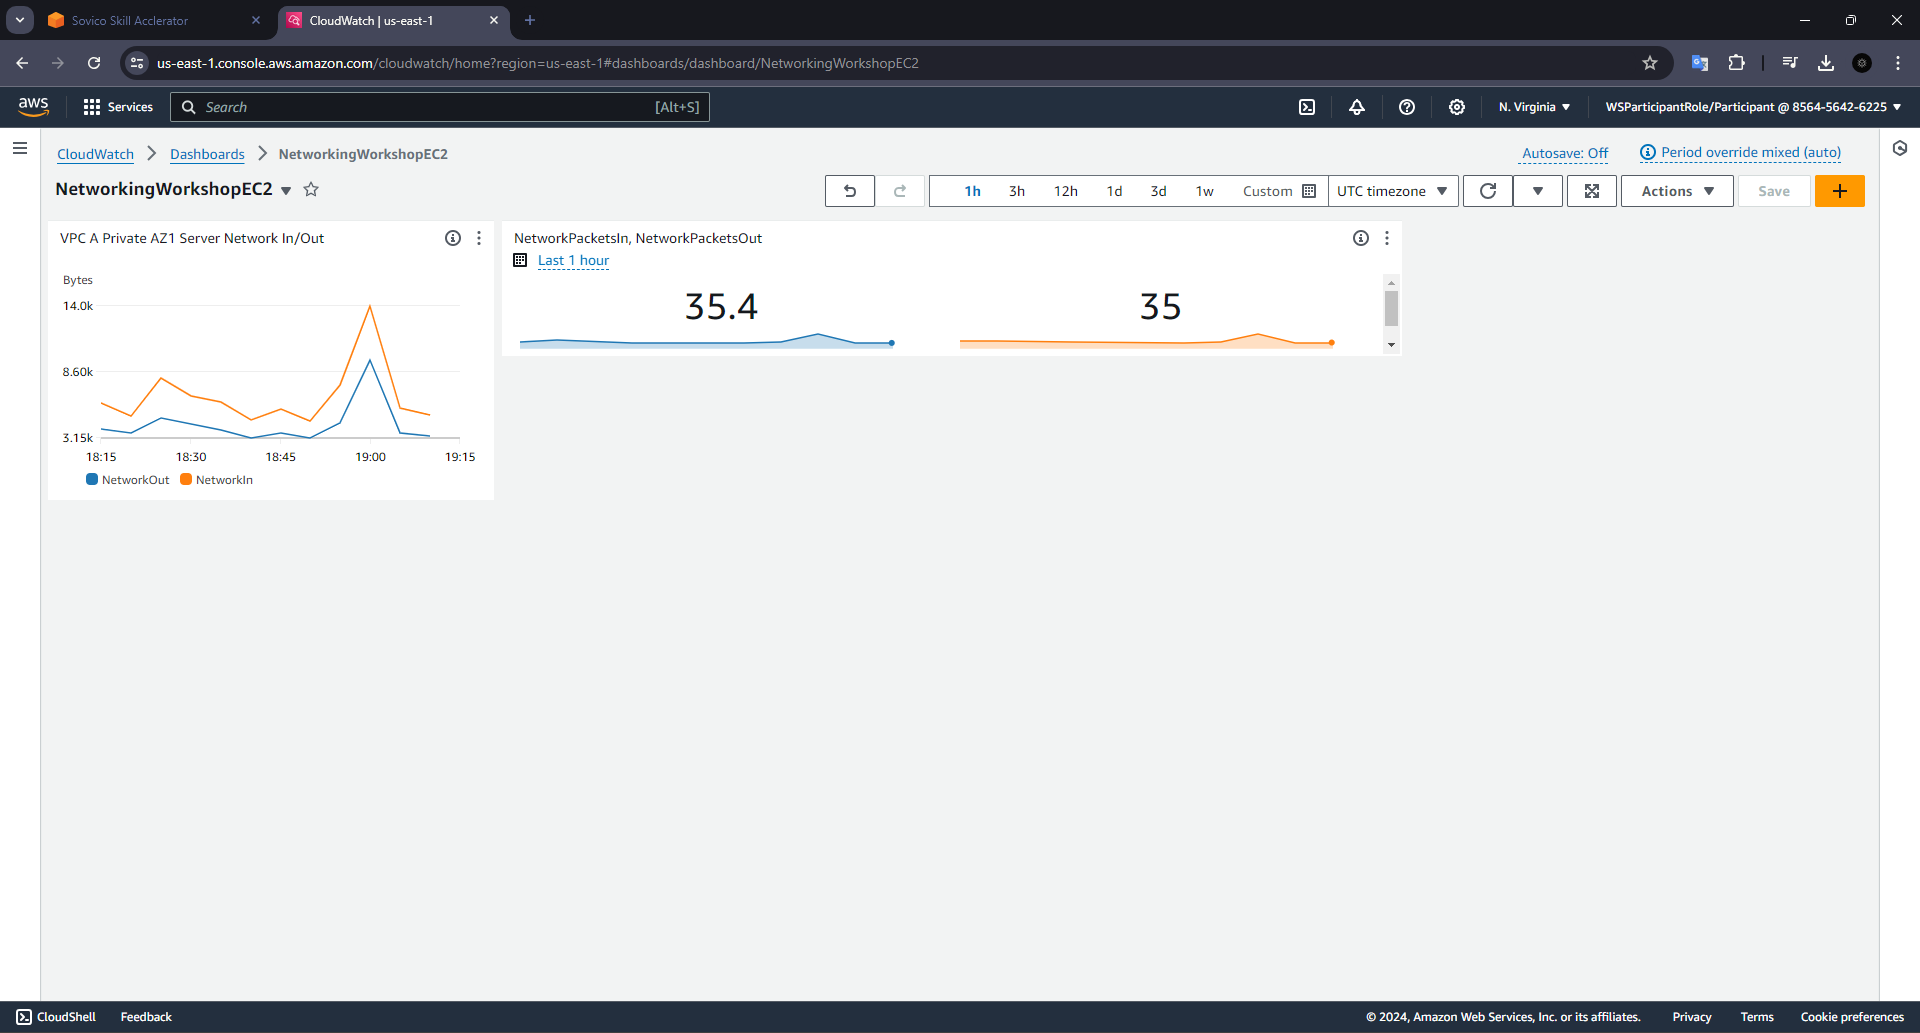 Sovico Skill Acclerator
CloudWatch | us-east-1
us-east-1.console.aws.amazon.com/cloudwatch/home?region=us-east-1#dashboards/dashboard/NetworkingWorkshopEC2
aws
Services
Search
[Alt+S]
N. Virginia
WSParticipantRole/Participant @ 8564-5642-6225
CloudWatch
Dashboards
NetworkingWorkshopEC2
Autosave: Off
Period override mixed (auto)
NetworkingWorkshopEC2
1h
3h
12h
1d
3d
1w
Custom
UTC timezone
Actions
Save
VPC A Private AZ1 Server Network In/Out
Bytes
14.0k
8.60k
3.15k
18:15
18:30
18:45
19:00
19:15
NetworkOut
NetworkIn
NetworkPacketsIn, NetworkPacketsOut
Last 1 hour
35.4
35
CloudShell
Feedback
© 2024, Amazon Web Services, Inc. or its affiliates.
Privacy
Terms
Cookie preferences